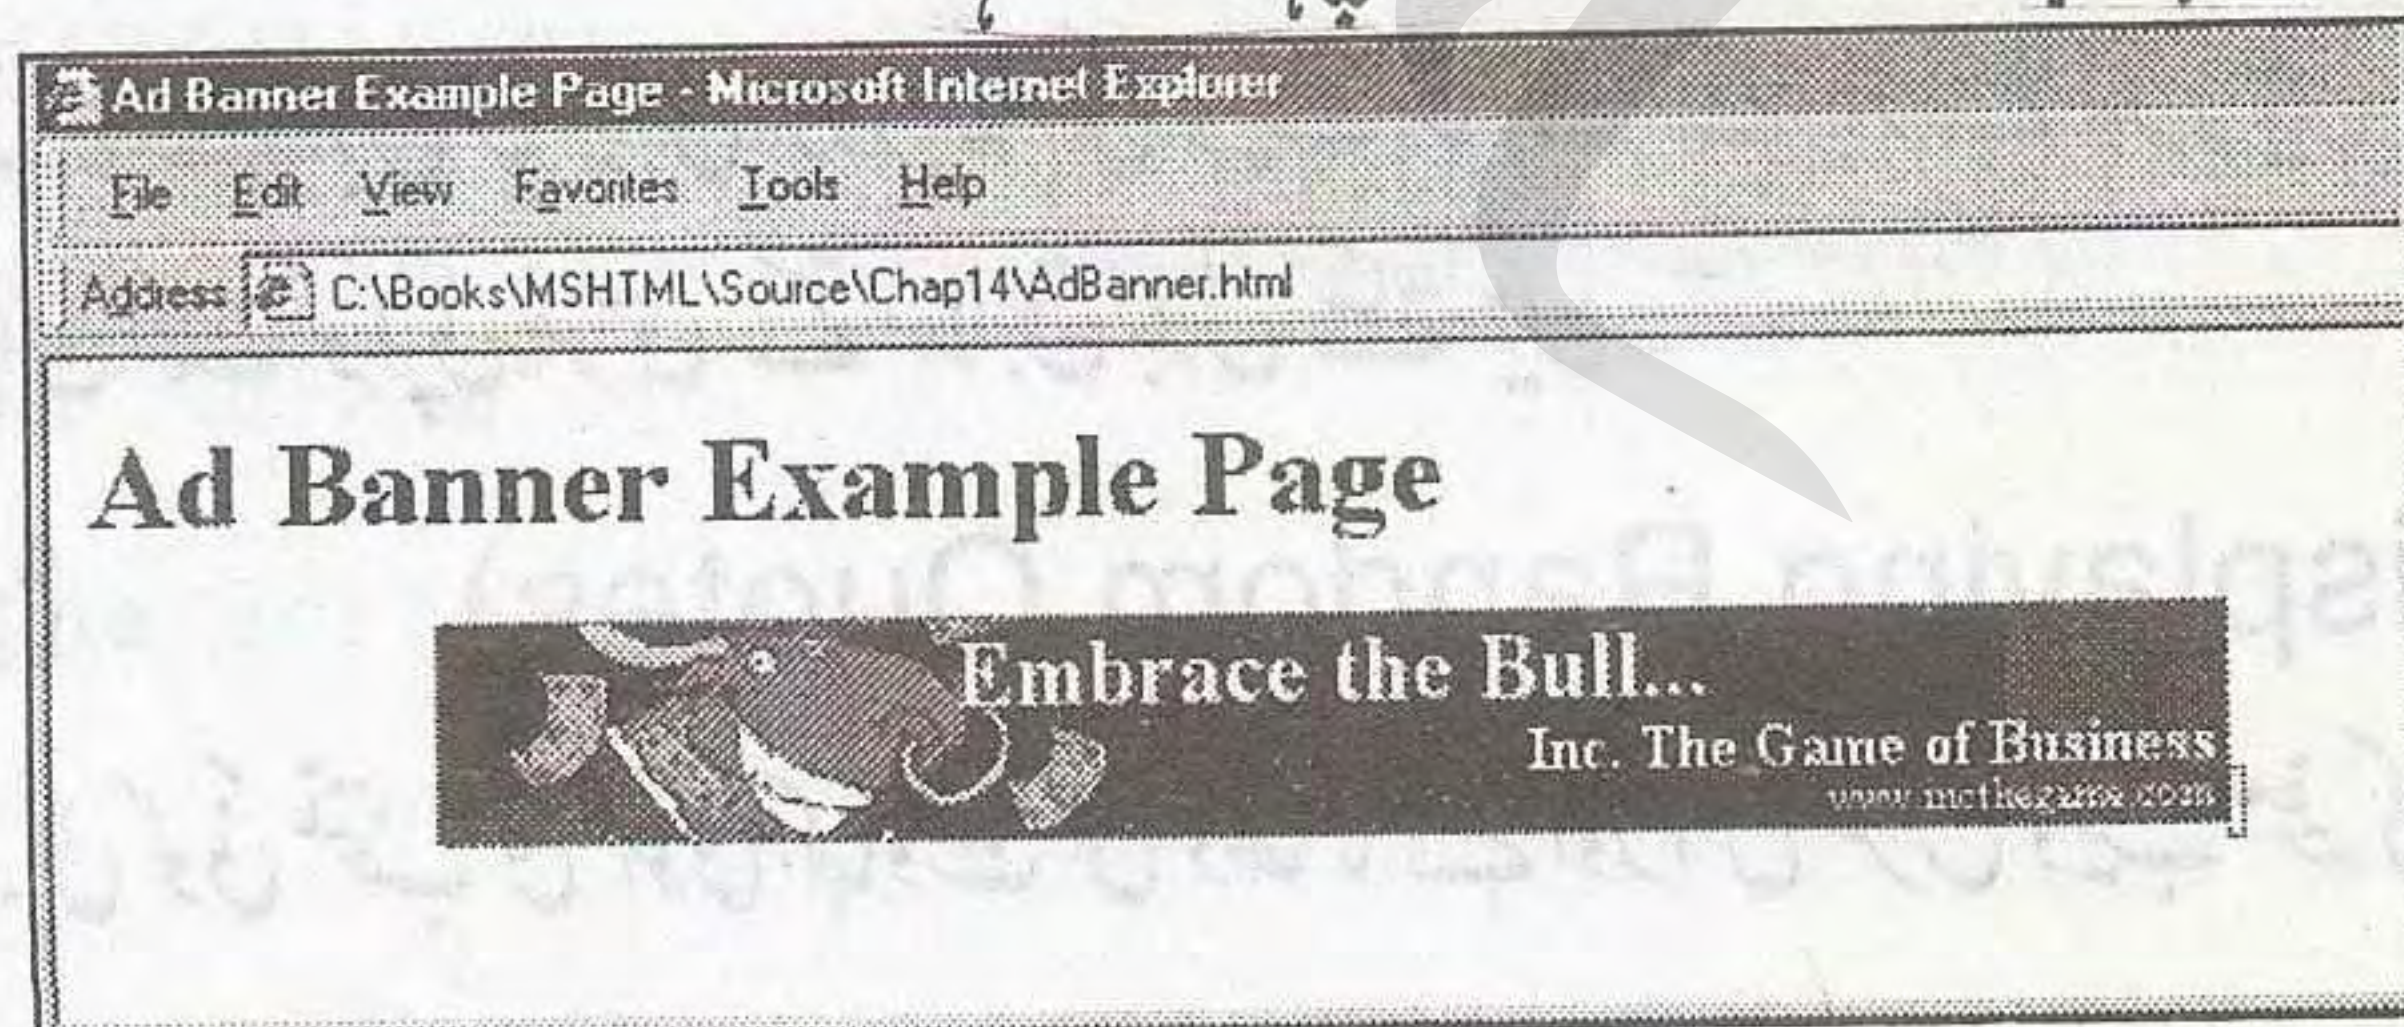 Ad Banner Example Page - Microsoft Internet Explorer
File Edit View Favorites Tools Help
Address C:\Books\MSHTML\Source\Chap14\AdBanner.html
Ad Banner Example Page
Embrace the Bull...
Inc. The Game of Business